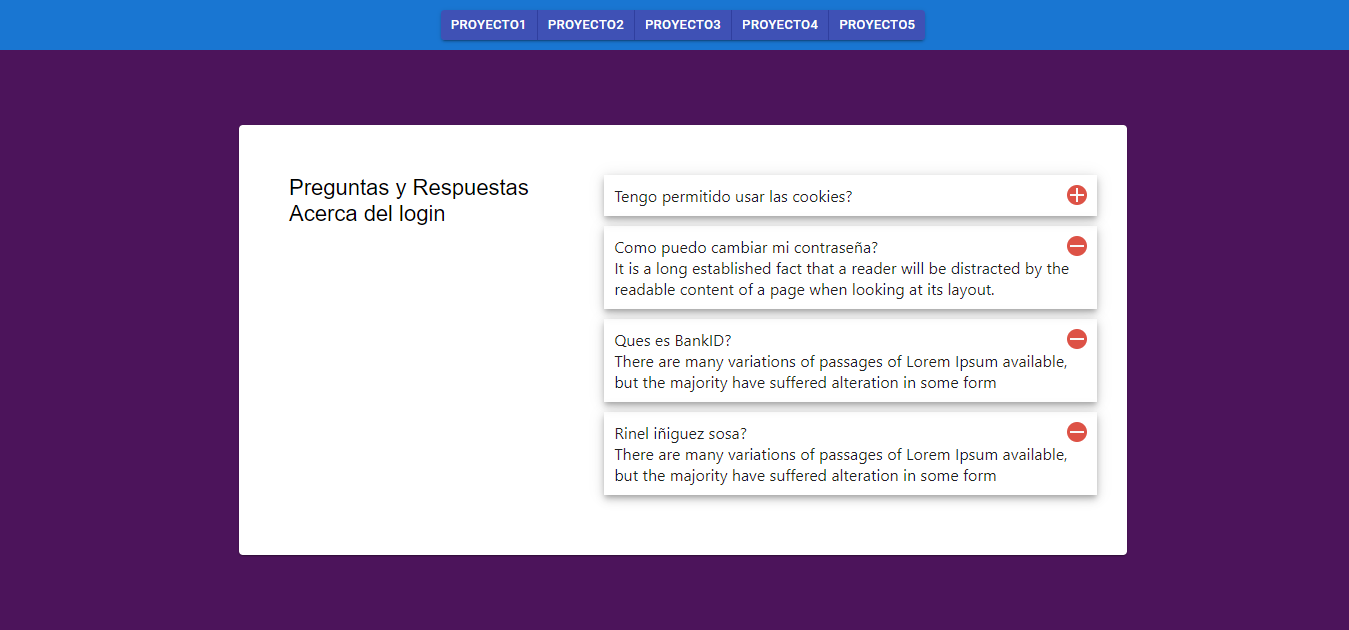 PROYECTO1 PROYECTO2 PROYECTO3 PROYECTO4 PROYECTO5
Preguntas y Respuestas
Acerca del login
Tengo permitido usar las cookies?
Como puedo cambiar mi contraseña?
It is a long established fact that a reader will be distracted by the
readable content of a page when looking at its layout.
Ques es BankID?
There are many variations of passages of Lorem Ipsum available,
but the majority have suffered alteration in some form
Rinel iñiguez sosa?
There are many variations of passages of Lorem Ipsum available,
but the majority have suffered alteration in some form